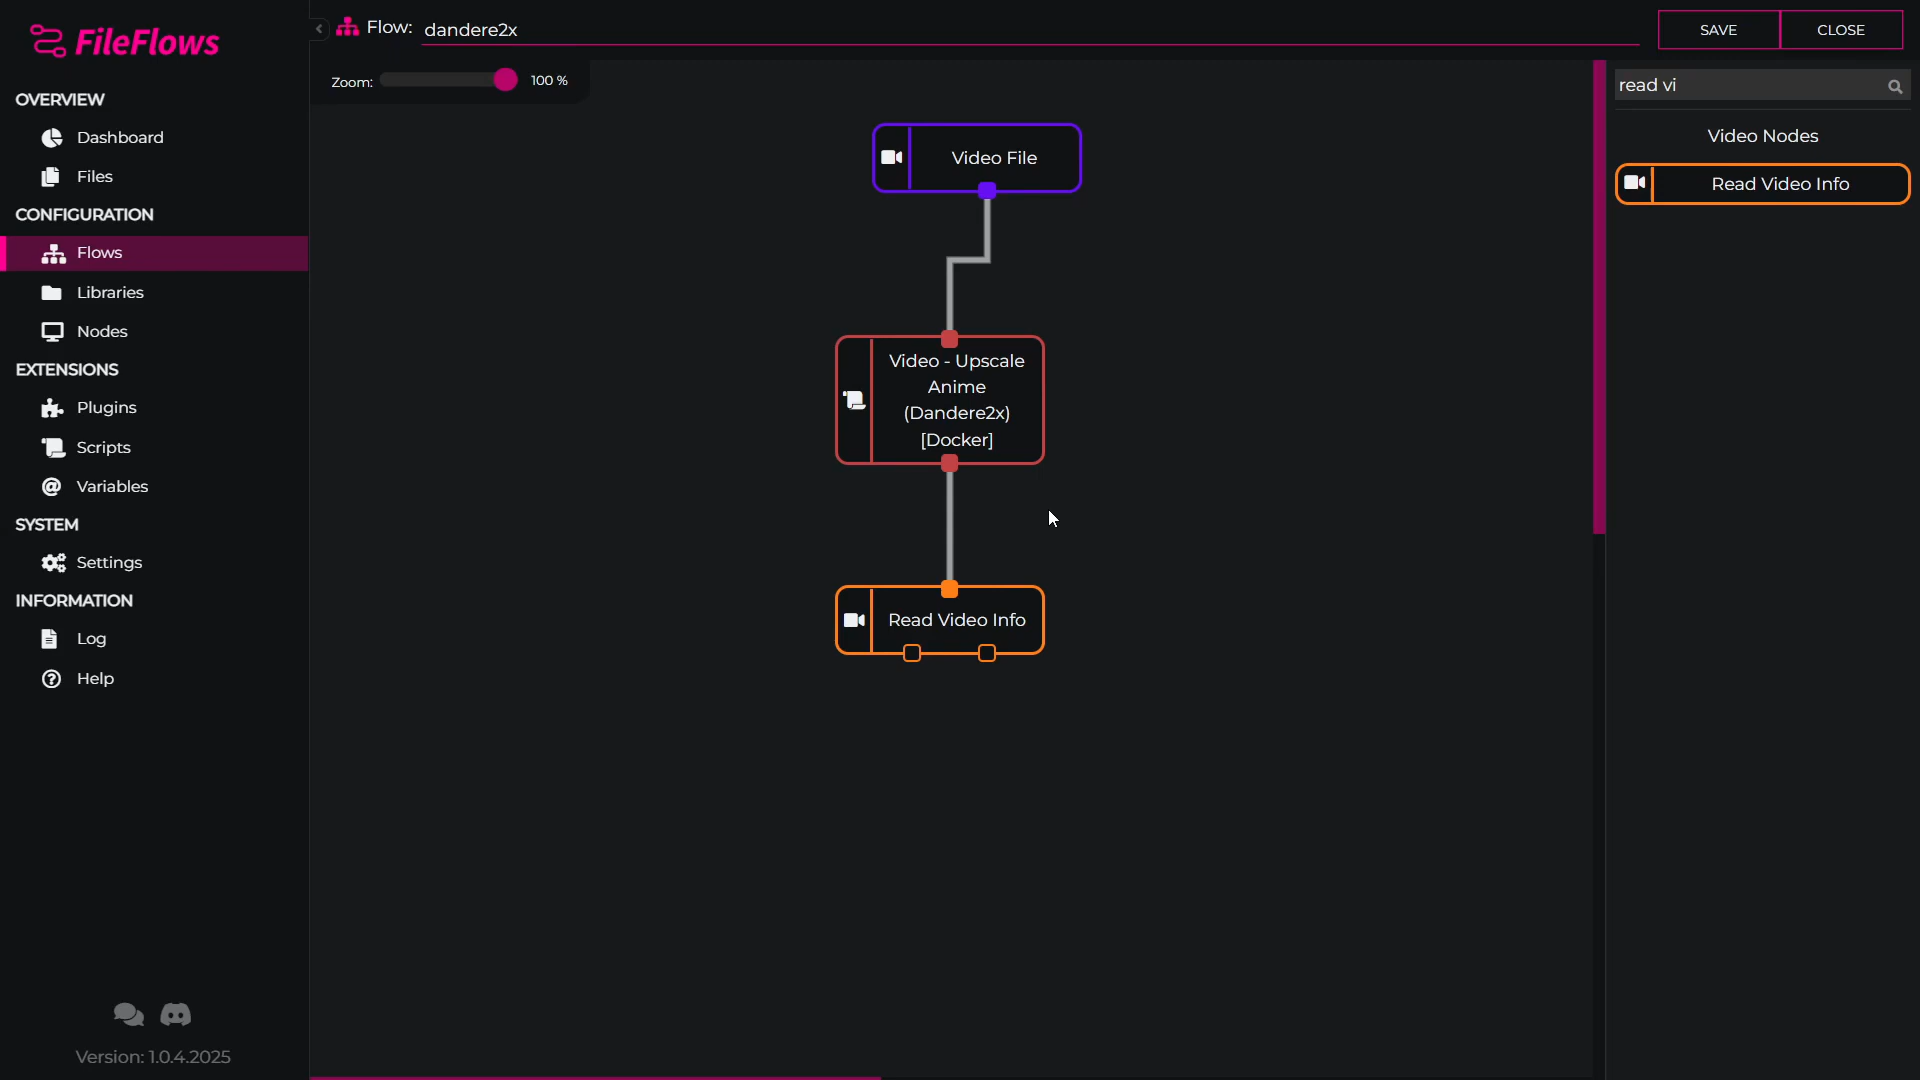 FileFlows
OVERVIEW
Dashboard
Files
CONFIGURATION
Flows
Libraries
Nodes
EXTENSIONS
Plugins
Scripts
Variables
SYSTEM
Settings
INFORMATION
Log
Help
Version: 1.0.4.2025
Flow: dandere2x
SAVE
CLOSE
Zoom: 100 %
Video File
Video - Upscale
Anime
(Dandere2x)
[Docker]
Read Video Info
read vi
Video Nodes
Read Video Info